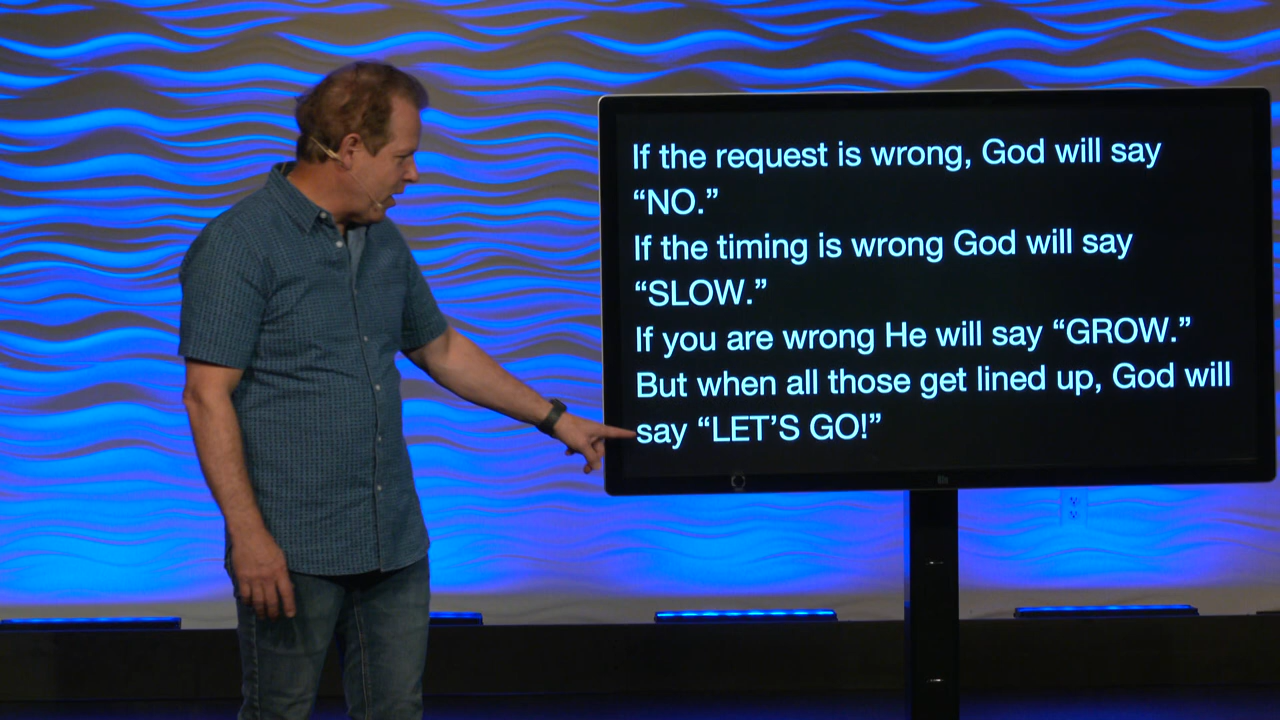 If the request is wrong, God will say
“NO.”
If the timing is wrong God will say
“SLOW.”
If you are wrong He will say “GROW.”
But when all those get lined up, God will
say “LET’S GO!”